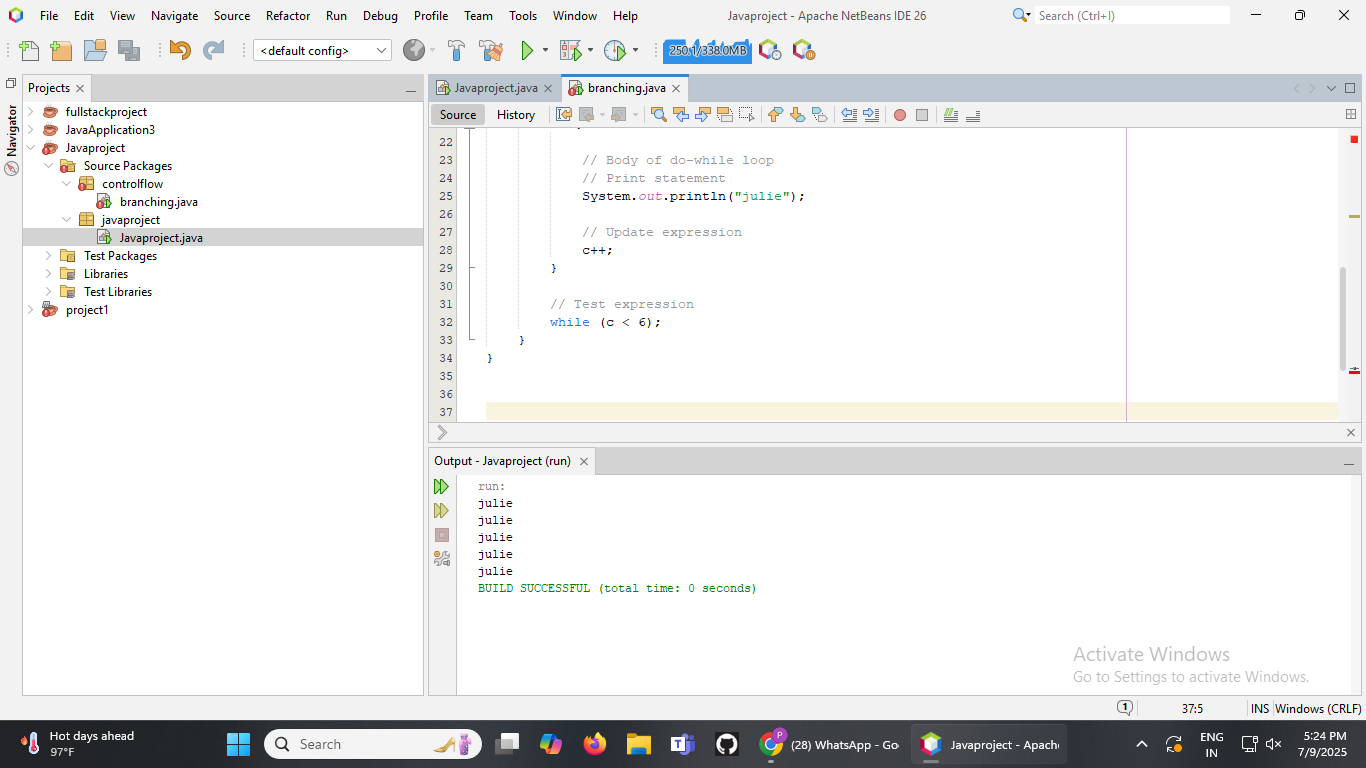 File Edit View Navigate Source Refactor Run Debug Profile Team Tools Window Help
Javaproject - Apache NetBeans IDE 26
Search (Ctrl+I)
<default config>
250.1/338.0MB
Projects
Navigator
fullstackproject
JavaApplication3
Javaproject
Source Packages
controlflow
branching.java
javaproject
Javaproject.java
Test Packages
Libraries
Test Libraries
project1
Javaproject.java branching.java
Source History
22
23 // Body of do-while loop
24 // Print statement
25 System.out.println("julie");
26
27 // Update expression
28 c++;
29 }
30
31 // Test expression
32 while (c < 6);
33 }
34 }
35
36
37
Output - Javaproject (run)
run:
julie
julie
julie
julie
julie
BUILD SUCCESSFUL (total time: 0 seconds)
Activate Windows
Go to Settings to activate Windows.
1 37:5 INS Windows (CRLF)
Hot days ahead
97°F
Search
P
(28) WhatsApp - Go
Javaproject - Apach
ENG
IN
5:24 PM
7/9/2025